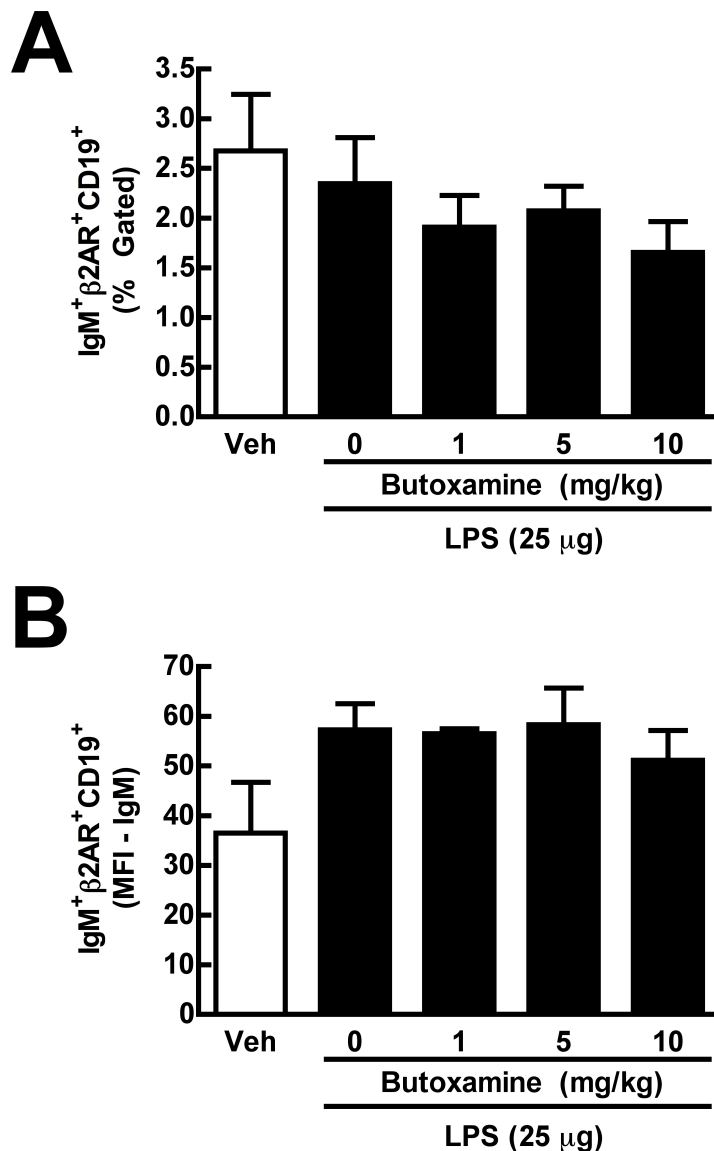 A
IgM⁺β2AR⁺CD19⁺
(% Gated)
3.5
3.0
2.5
2.0
1.5
1.0
0.5
0.0
Veh 0 1 5 10
Butoxamine (mg/kg)
LPS (25 μg)
B
IgM⁺β2AR⁺CD19⁺
(MFI - IgM)
70
60
50
40
30
20
10
0
Veh 0 1 5 10
Butoxamine (mg/kg)
LPS (25 μg)